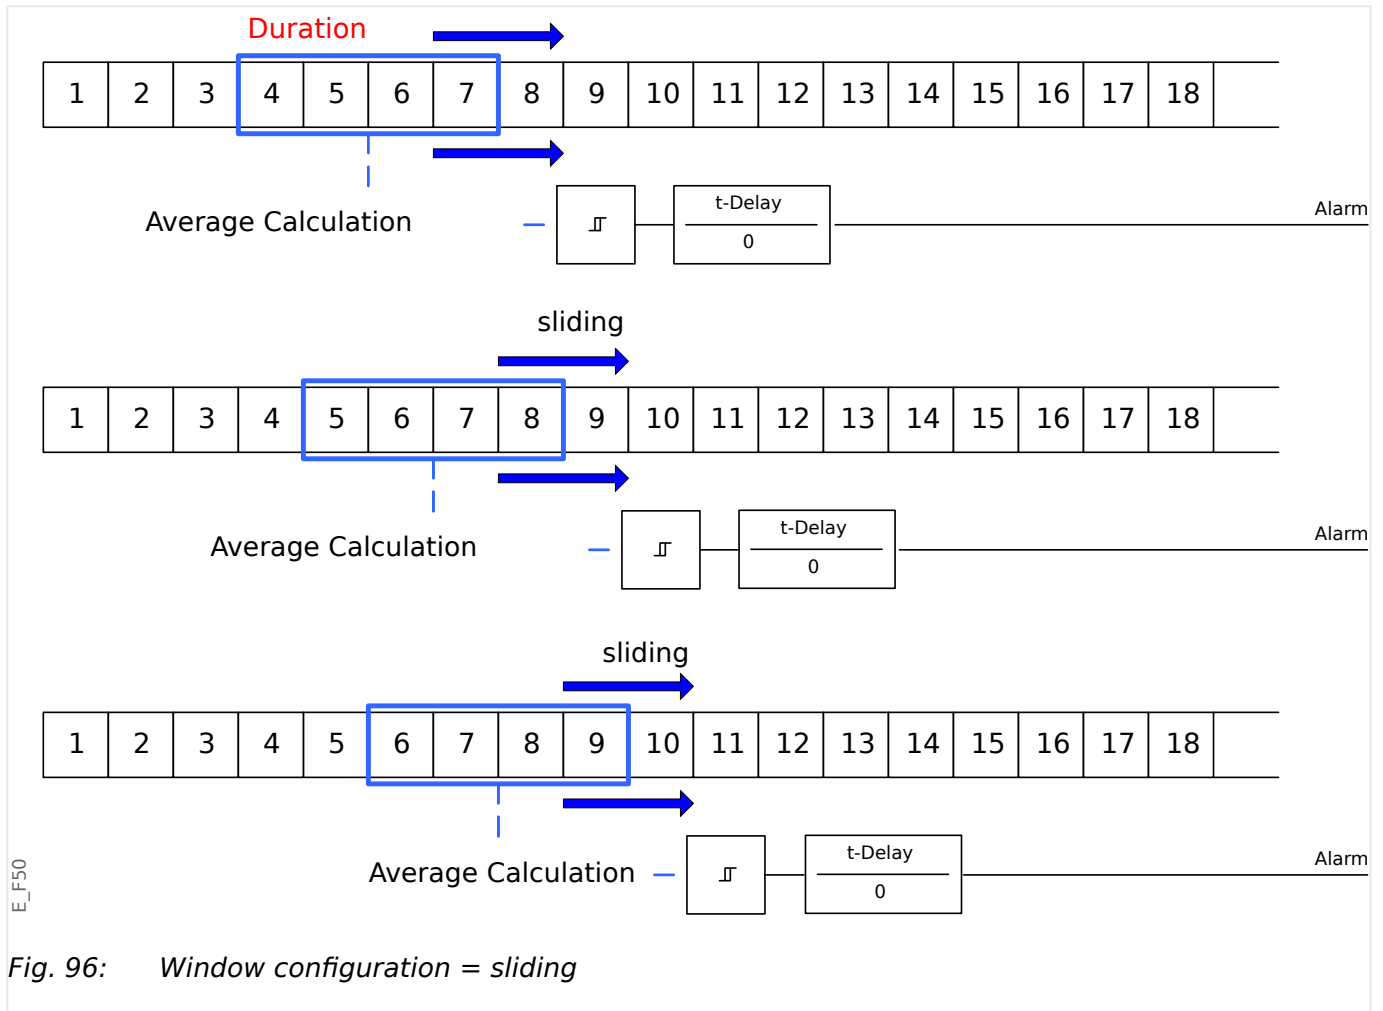 Duration
1 2 3 4 5 6 7 8 9 10 11 12 13 14 15 16 17 18
t-Delay
Alarm
Average Calculation
0
sliding
1 2 3 4 5 6 7 8 9 10 11 12 13 14 15 16 17 18
t-Delay
Alarm
Average Calculation
0
sliding
1 2 3 4 5 6 7 8 9 10 11 12 13 14 15 16 17 18
t-Delay
Alarm
Average Calculation
0
E_F50
Fig. 96: Window configuration = sliding